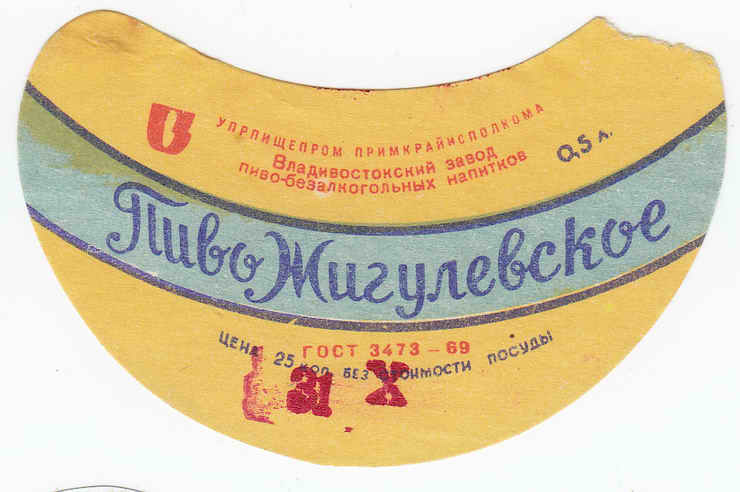 УПРПИЩЕПРОМ ПРИМКРАЙИСПОЛКОМА
Владивостокский завод
пиво-безалкогольных напитков
0,5 л.
Пиво Жигулевское
ГОСТ 3473-69
ЦЕНА 25 КОП. БЕЗ СТОИМОСТИ ПОСУДЫ
31 X